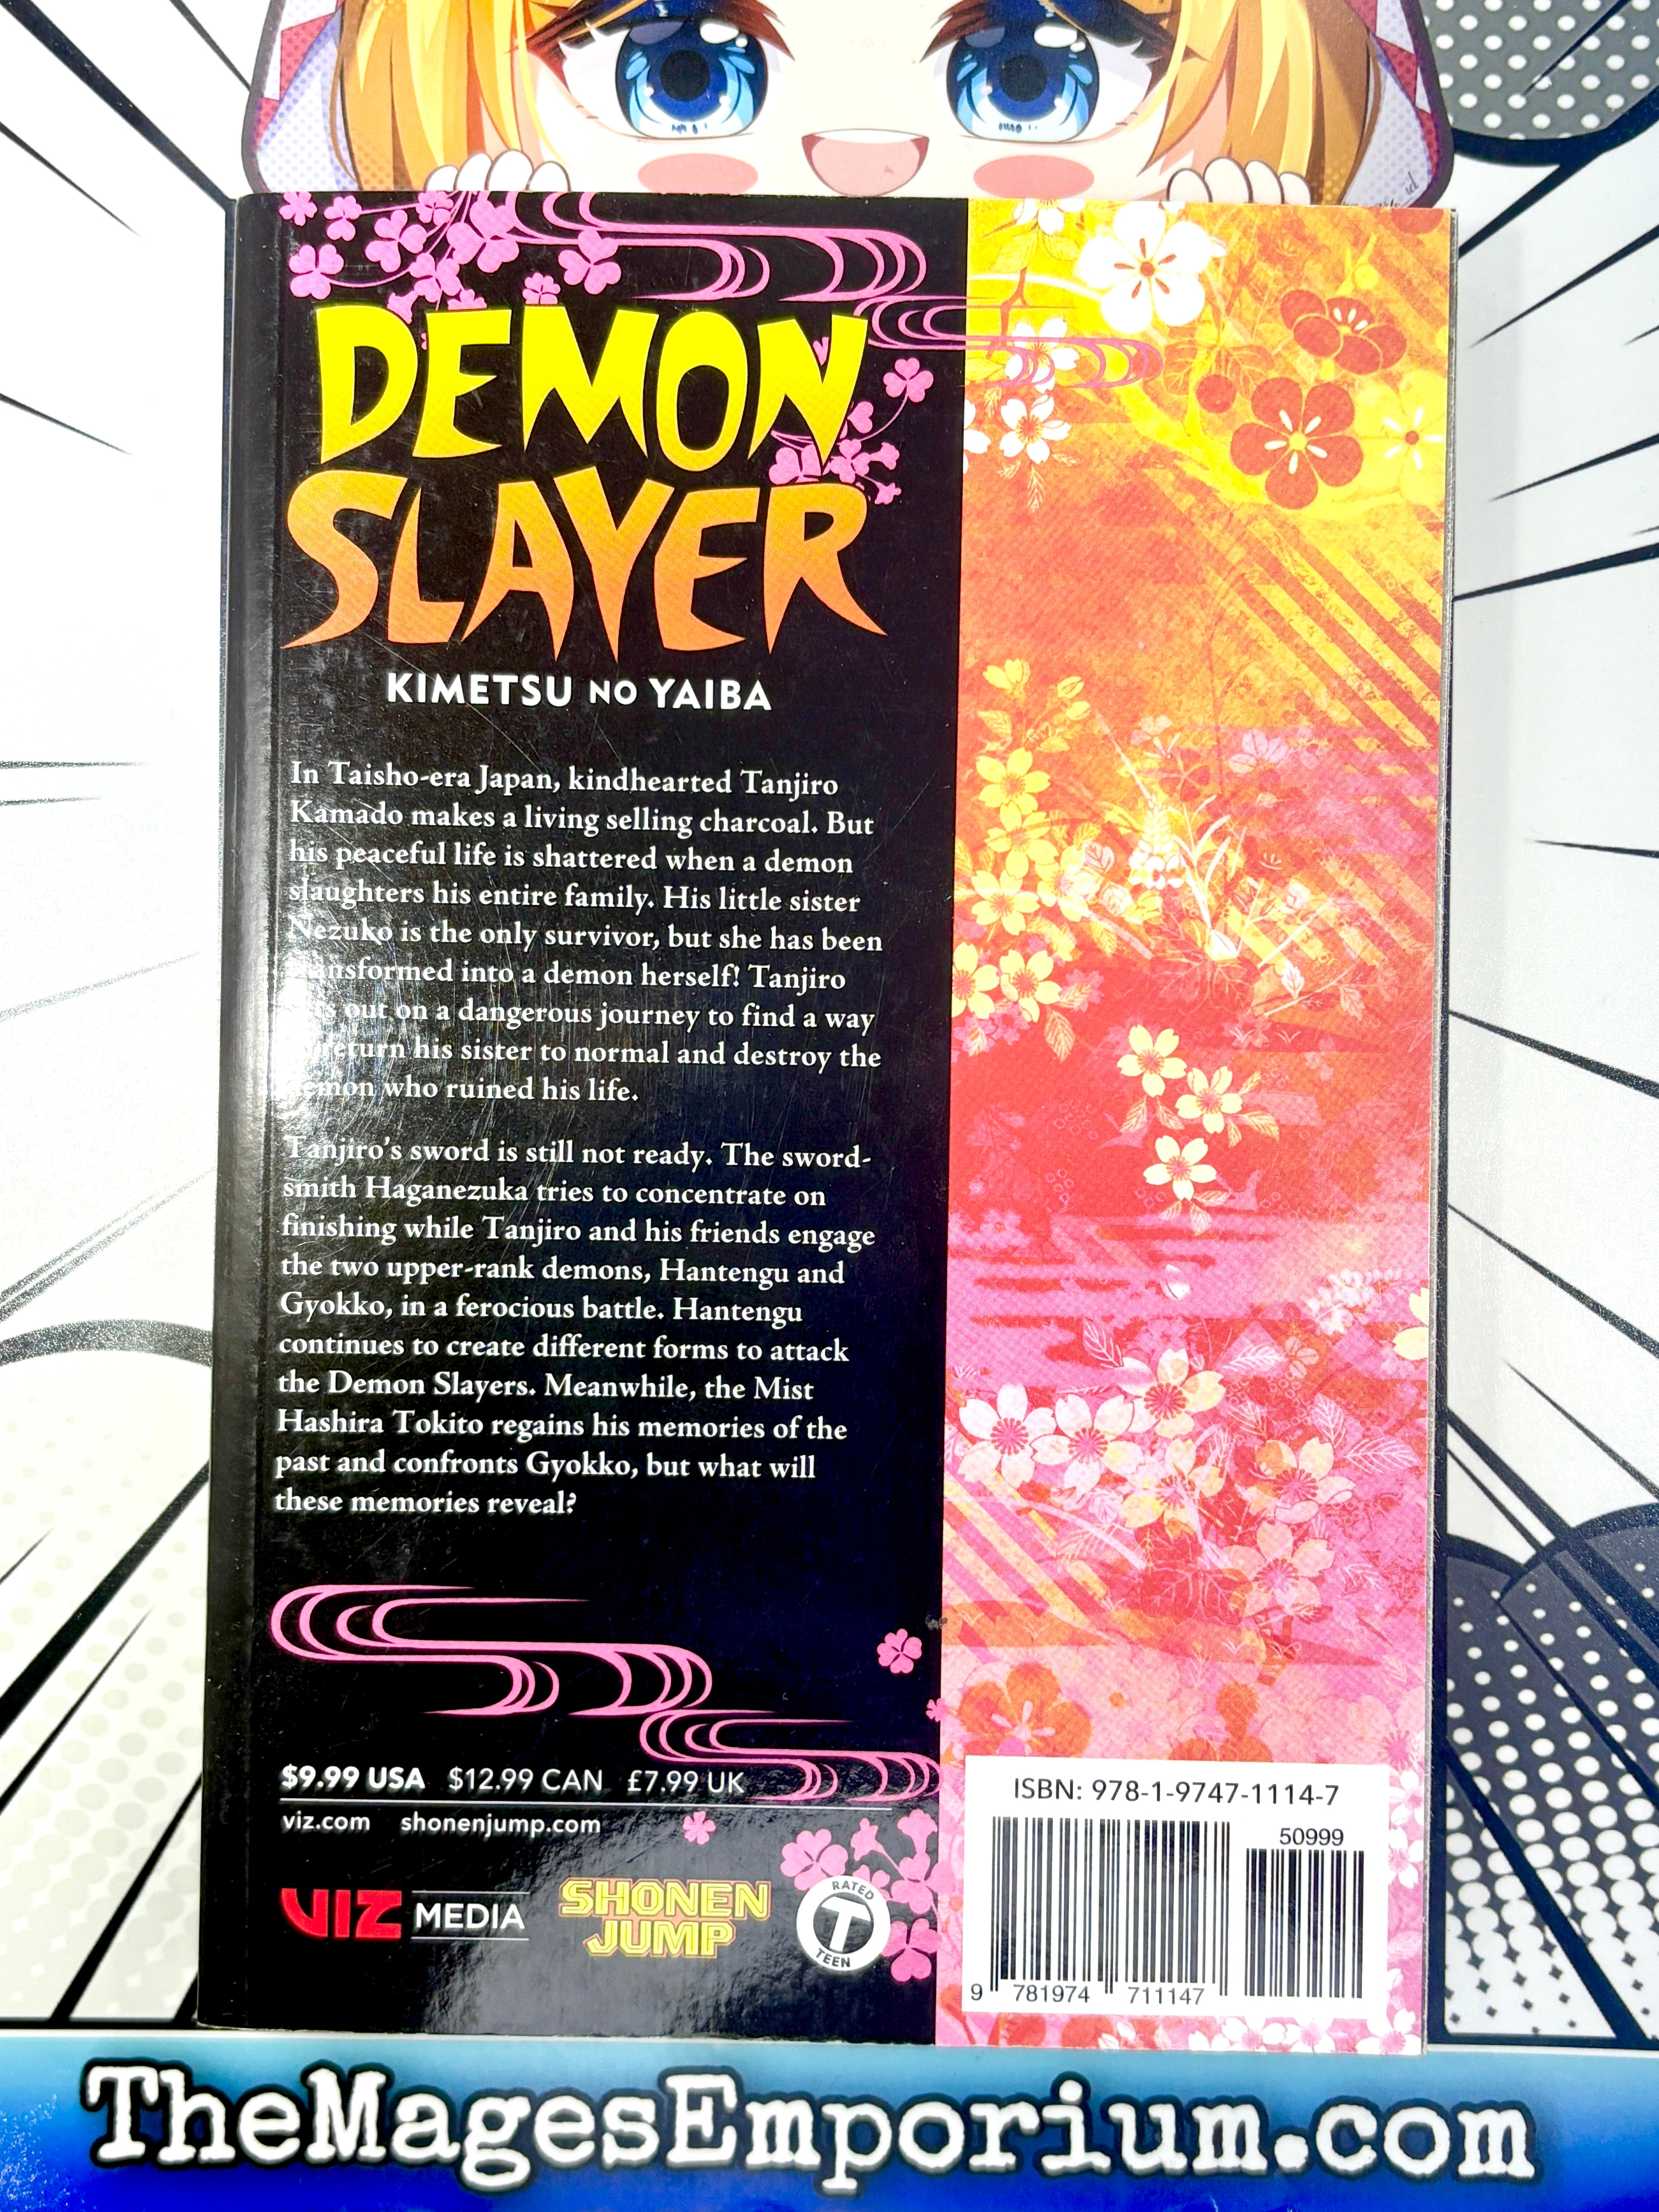 DEMON
SLAYER
KIMETSU NO YAIBA
In Taisho-era Japan, kindhearted Tanjiro
Kamado makes a living selling charcoal. But
his peaceful life is shattered when a demon
slaughters his entire family. His little sister
Nezuko is the only survivor, but she has been
transformed into a demon herself! Tanjiro
out on a dangerous journey to find a way
return his sister to normal and destroy the
demon who ruined his life.
Tanjiro's sword is still not ready. The sword-
smith Haganezuka tries to concentrate on
finishing while Tanjiro and his friends engage
the two upper-rank demons, Hantengu and
Gyokko, in a ferocious battle. Hantengu
continues to create different forms to attack
the Demon Slayers. Meanwhile, the Mist
Hashira Tokito regains his memories of the
past and confronts Gyokko, but what will
these memories reveal?
$9.99 USA $12.99 CAN £7.99 UK
viz.com shonenjump.com
VIZ MEDIA
SHONEN
JUMP
RATED
T
TEEN
ISBN: 978-1-9747-1114-7
50999
9 781974 711147
TheMagesEmporium.com